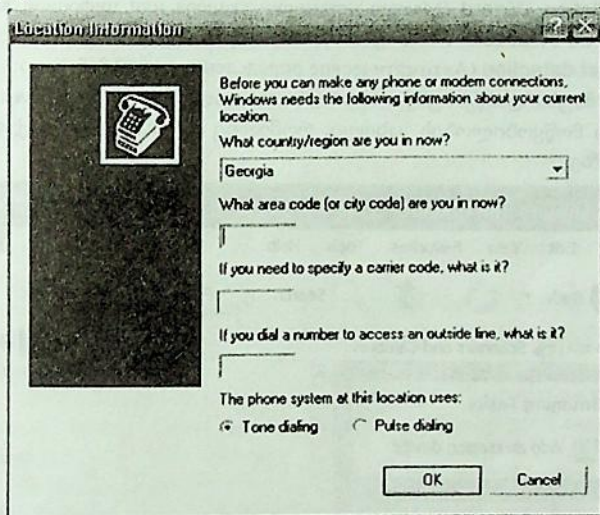 Location Information
Before you can make any phone or modem connections,
Windows needs the following information about your current
location.
What country/region are you in now?
Georgia
What area code (or city code) are you in now?
If you need to specify a carrier code, what is it?
If you dial a number to access an outside line, what is it?
The phone system at this location uses:
Tone dialing
Pulse dialing
OK
Cancel